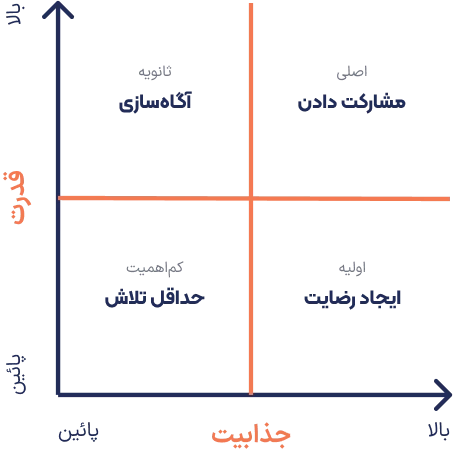 بالا
ثانویه
آگاه‌سازی
اصلی
مشارکت دادن
قدرت
کم‌اهمیت
حداقل تلاش
اولیه
ایجاد رضایت
پائین
پائین
جذابیت
بالا